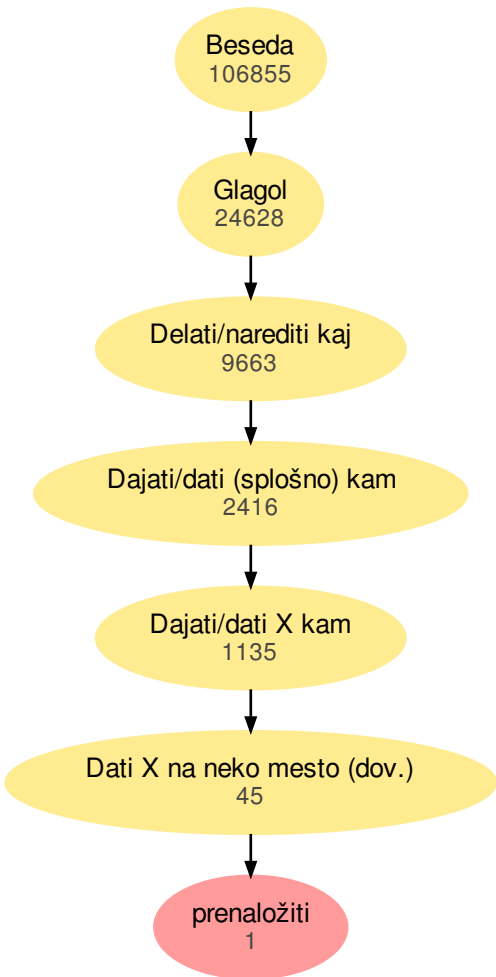 Beseda
106855
Glagol
24628
Delati/narediti kaj
9663
Dajati/dati (splošno) kam
2416
Dajati/dati X kam
1135
Dati X na neko mesto (dov.)
45
prenaložiti
1